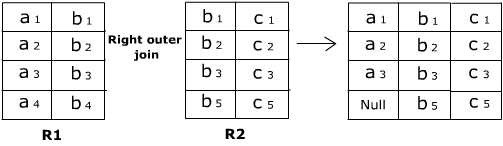 a1 b1 b1 c1 a1 b1 c1
a2 b2 Right outer join b2 c2 a2 b2 c2
a3 b3 b3 c3 a3 b3 c3
a4 b4 b5 c5 Null b5 c5
R1 R2